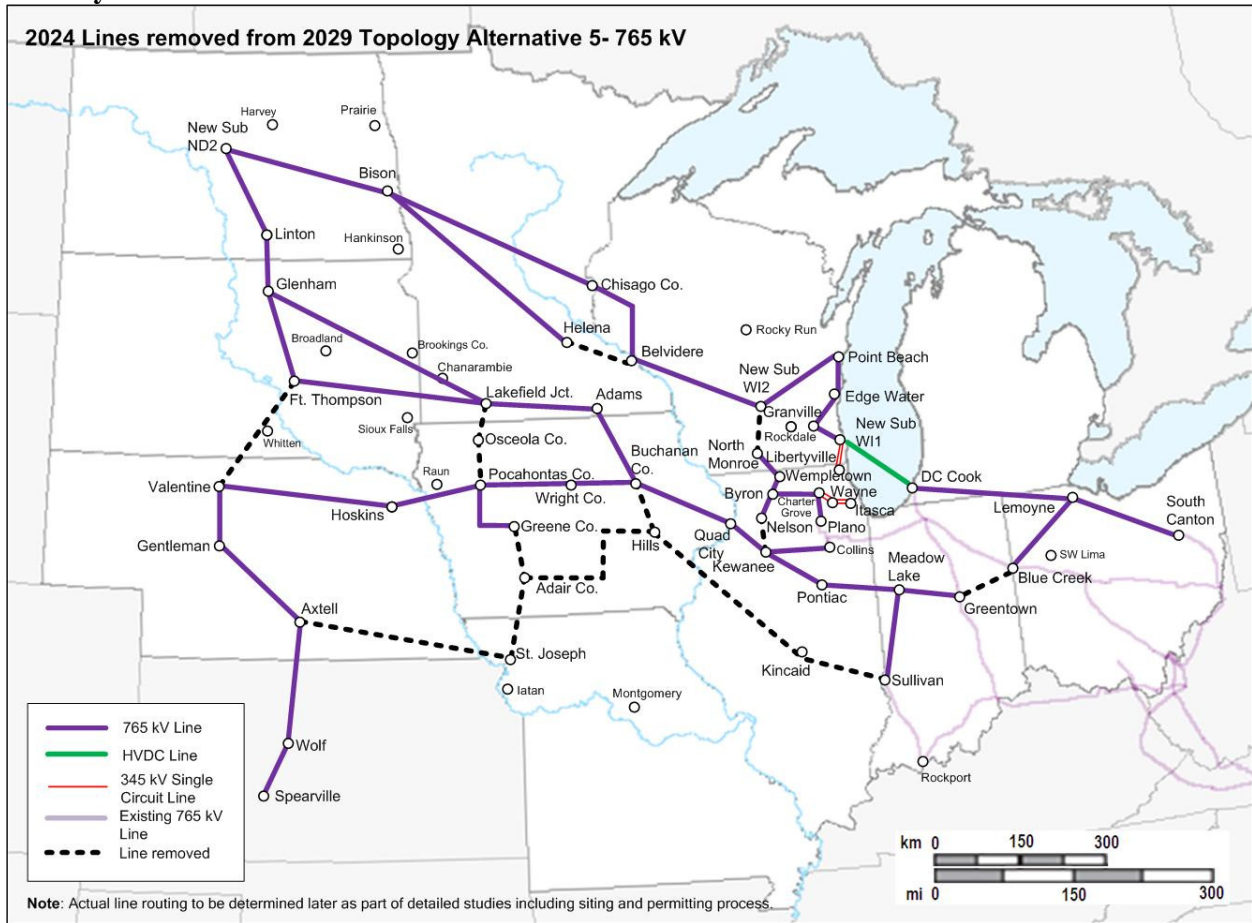 2024 Lines removed from 2029 Topology Alternative 5- 765 kV
Harvey
Prairie
New Sub
ND2
Bison
Linton
Hankinson
Glenham
Chisago Co.
Helena
Rocky Run
Broadland
Brookings Co.
Belvidere
Point Beach
Chanarambie
New Sub
WI2
Ft. Thompson
Lakefield Jct.
Adams
Edge Water
Granville
New Sub
WI1
Sioux Falls
Rockdale
Whitten
Osceola Co.
North
Monroe
Libertyville
Buchanan
Co.
Raun
Pocahontas Co.
Wempletown
DC Cook
Valentine
Wright Co.
Byron
Wayne
Charter
Grove
Itasca
Lemoyne
South
Canton
Hoskins
Greene Co.
Nelson
Plano
Hills
Quad
City
Gentleman
Kewanee
Collins
Meadow
Lake
SW Lima
Blue Creek
Adair Co.
Pontiac
Greentown
Axtell
St. Joseph
Kincaid
Sullivan
Iatan
Montgomery
Wolf
Rockport
Spearville
765 kV Line
HVDC Line
345 kV Single
Circuit Line
Existing 765 kV
Line
Line removed
km 0 150 300
mi 0 150 300
Note: Actual line routing to be determined later as part of detailed studies including siting and permitting process.